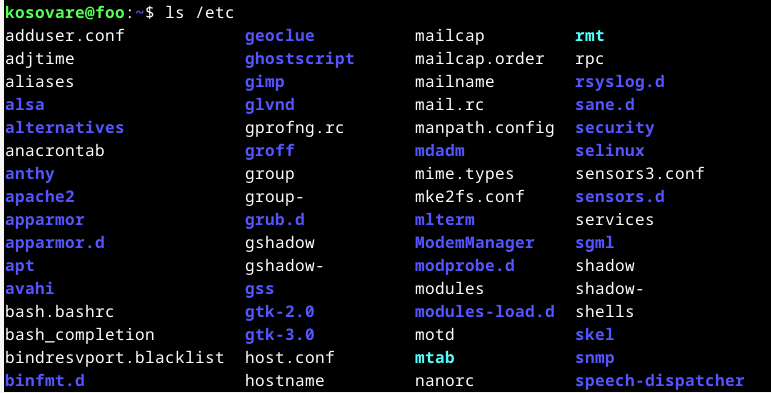 kosovare@foo:~$ ls /etc
adduser.conf geoclue mailcap rmt
adjtime ghostscript mailcap.order rpc
aliases gimp mailname rsyslog.d
alsa glvnd mail.rc sane.d
alternatives gprofng.rc manpath.config security
anacrontab groff mdadm selinux
anthy group mime.types sensors3.conf
apache2 group- mke2fs.conf sensors.d
apparmor grub.d mlterm services
apparmor.d gshadow ModemManager sgml
apt gshadow- modprobe.d shadow
avahi gss modules shadow-
bash.bashrc gtk-2.0 modules-load.d shells
bash_completion gtk-3.0 motd skel
bindresvport.blacklist host.conf mtab snmp
binfmt.d hostname nanorc speech-dispatcher